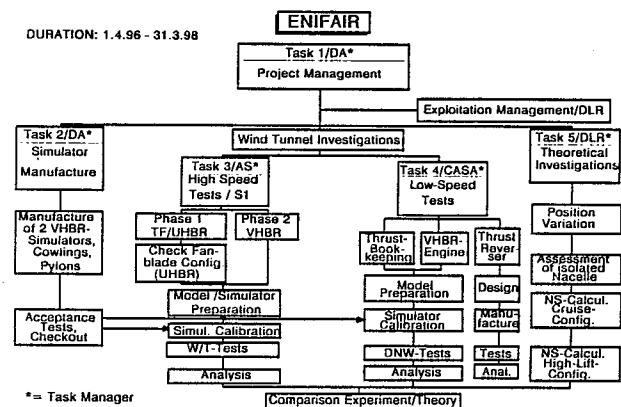 ENIFAIR
DURATION: 1.4.96 - 31.3.98
Task 1/DA*
Project Management
Exploitation Management/DLR
Task 2/DA*
Simulator
Manufacture
Wind Tunnel Investigations
Task 5/DLR*
Theoretical
Investigations
Task 3/AS*
High Speed
Tests / S1
Task 4/CASA*
Low-Speed
Tests
Manufacture
of 2 VHBR-
Simulators,
Cowlings,
Pylons
Phase 1
TF/UHBR
Phase 2
VHBR
Check Fan-
blade Config.
(UHBR)
Thrust-
Book-
keeping
VHBR-
Engine
Thrust
Rever-
ser
Position
Variation
Assessment
of isolated
Nacelle
Model /Simulator
Preparation
Model
Preparation
Design
Acceptance
Tests,
Checkout
Simul. Calibration
Simulator
Calibration
Manu-
facture
NS-Calcul.
Cruise-
Config.
W/T-Tests
DNW-Tests
Tests
NS-Calcul.
High-Lift-
Config.
Analysis
Analysis
Anal.
*= Task Manager
Comparison Experiment/Theory